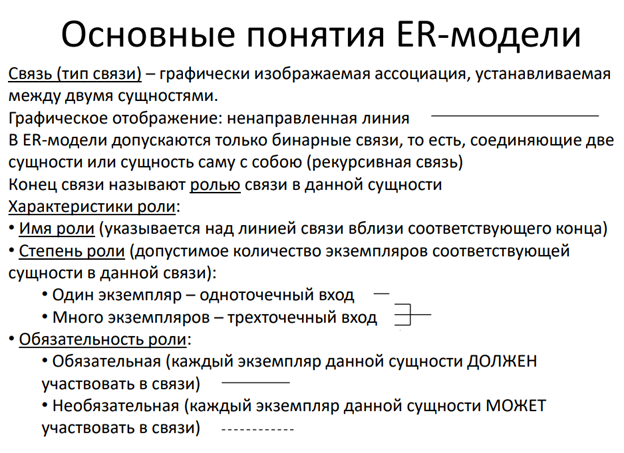 Основные понятия ER-модели
Связь (тип связи) – графически изображаемая ассоциация, устанавливаемая
между двумя сущностями.
Графическое отображение: ненаправленная линия
В ER-модели допускаются только бинарные связи, то есть, соединяющие две
сущности или сущность саму с собою (рекурсивная связь)
Конец связи называют ролью связи в данной сущности
Характеристики роли:
• Имя роли (указывается над линией связи вблизи соответствующего конца)
• Степень роли (допустимое количество экземпляров соответствующей
сущности в данной связи):
• Один экземпляр – одноточечный вход
• Много экземпляров – трехточечный вход
• Обязательность роли:
• Обязательная (каждый экземпляр данной сущности ДОЛЖЕН
участвовать в связи)
• Необязательная (каждый экземпляр данной сущности МОЖЕТ
участвовать в связи)